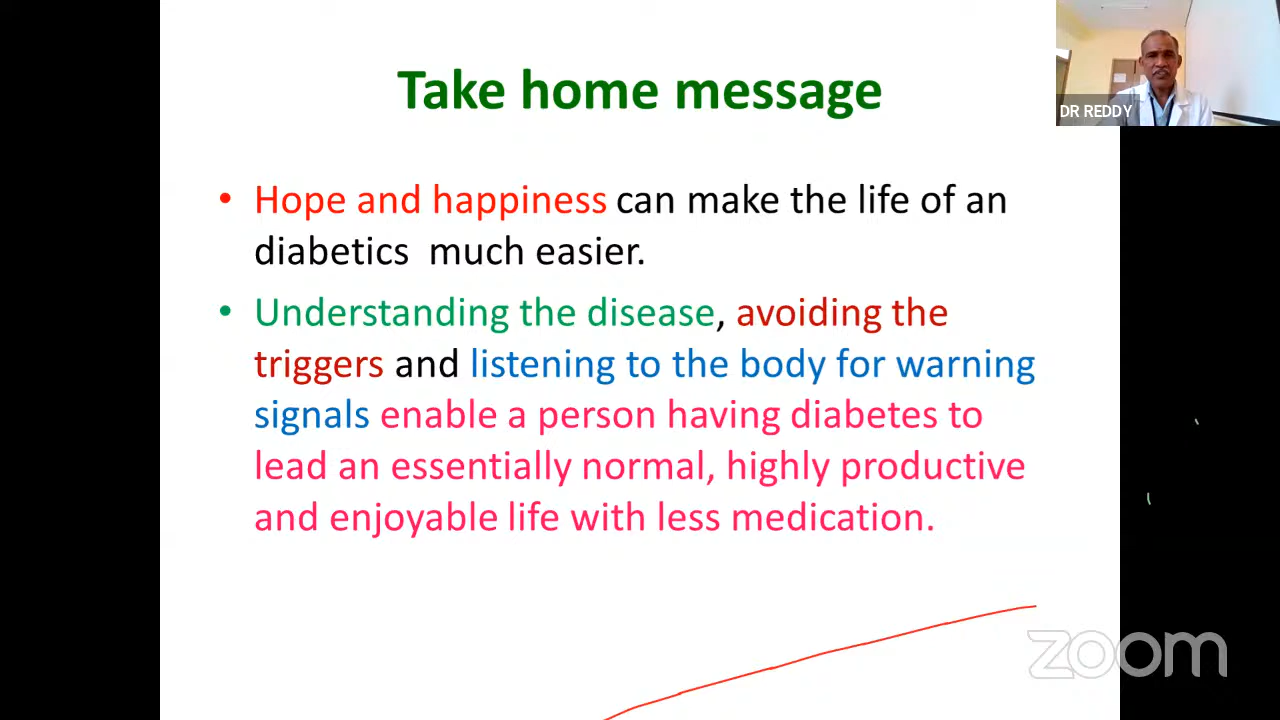 Take home message
DR REDDY
• Hope and happiness can make the life of an
diabetics  much easier.
• Understanding the disease, avoiding the
triggers and listening to the body for warning
signals enable a person having diabetes to
lead an essentially normal, highly productive
and enjoyable life with less medication.
zoom